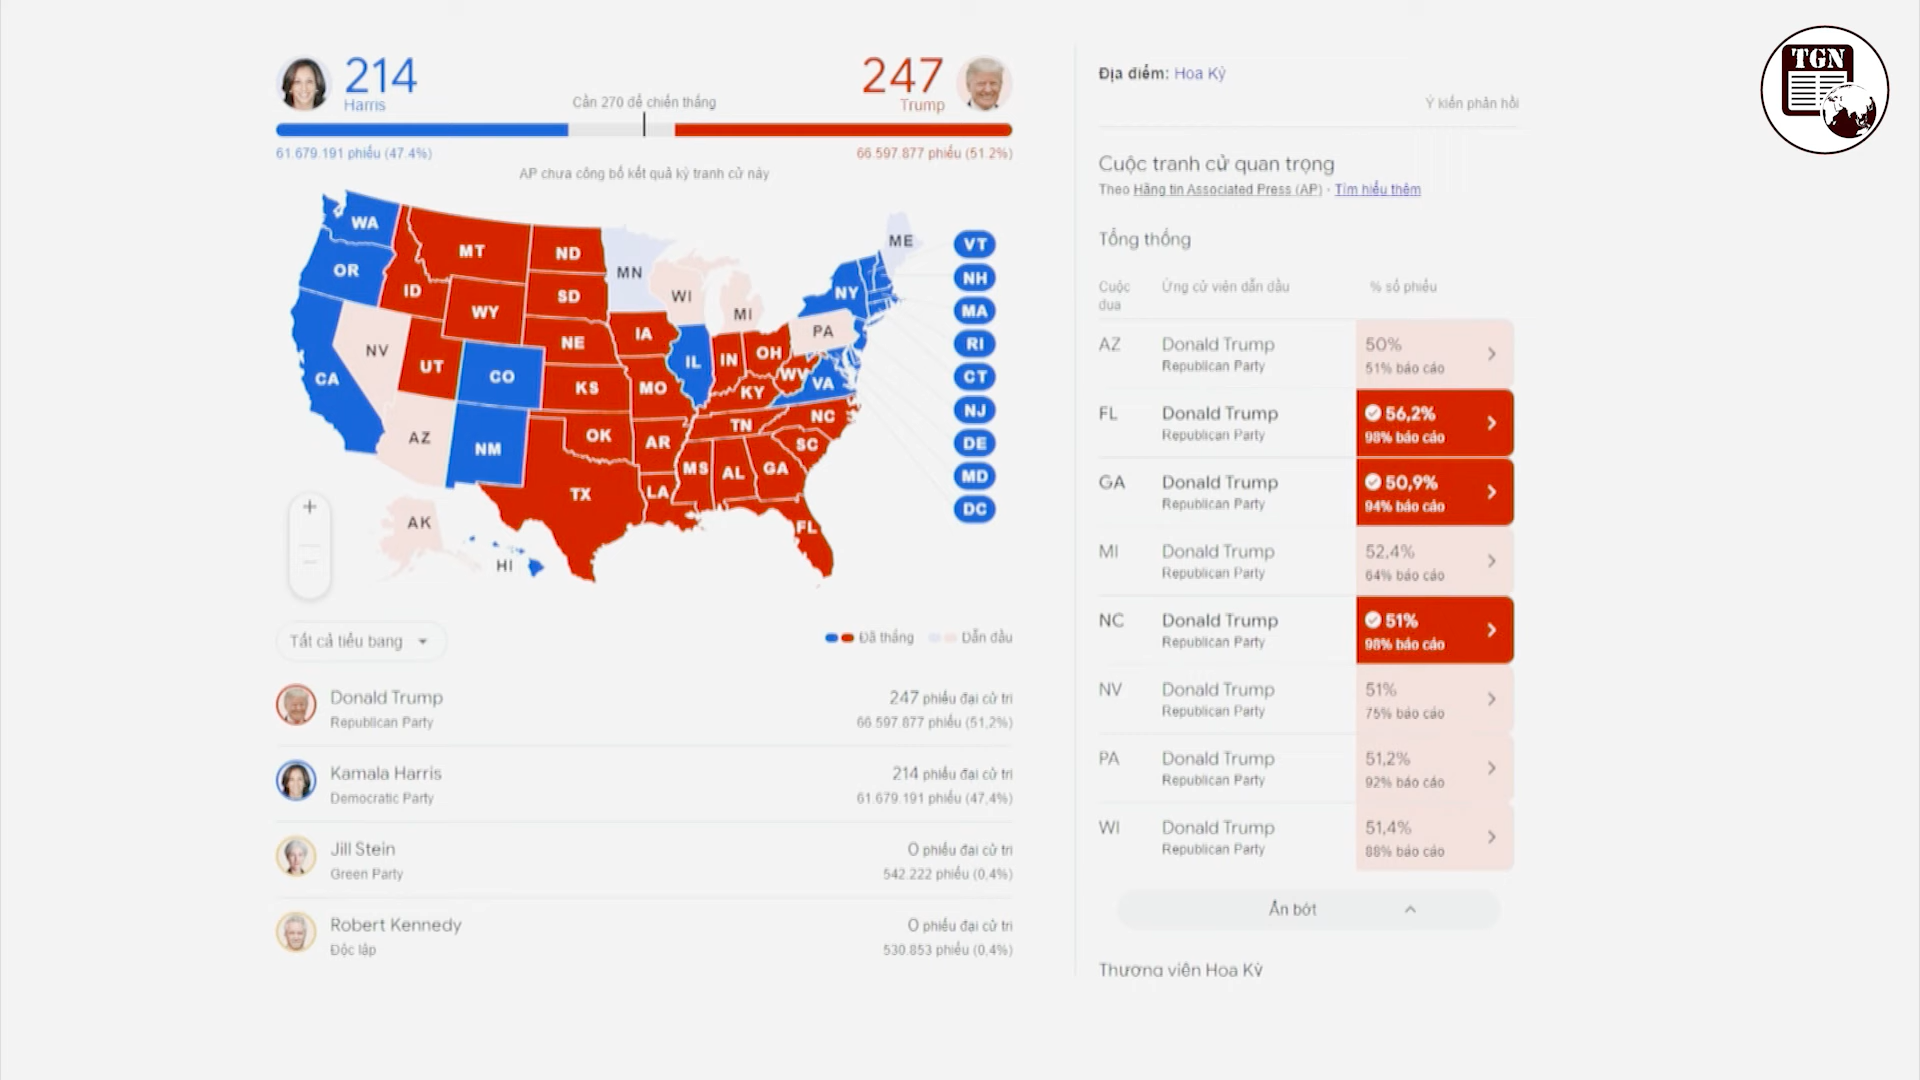 TGN
214
Harris
247
Trump
Cần 270 để chiến thắng
61.679.191 phiếu (47.4%)
66.597.877 phiếu (51.2%)
AP chưa công bố kết quả kỳ tranh cử này
WA
OR
CA
NV
ID
MT
WY
UT
AZ
CO
NM
ND
SD
NE
KS
OK
TX
MN
IA
MO
AR
LA
WI
IL
MI
IN
OH
KY
TN
MS
AL
GA
FL
SC
NC
VA
WV
PA
NY
ME
AK
HI
VT
NH
MA
RI
CT
NJ
DE
MD
DC
+
−
Tất cả tiểu bang
Đã thắng
Dẫn đầu
Donald Trump
Republican Party
247 phiếu đại cử tri
66.597.877 phiếu (51,2%)
Kamala Harris
Democratic Party
214 phiếu đại cử tri
61.679.191 phiếu (47,4%)
Jill Stein
Green Party
0 phiếu đại cử tri
542.222 phiếu (0,4%)
Robert Kennedy
Độc lập
0 phiếu đại cử tri
530.853 phiếu (0,4%)
Địa điểm: Hoa Kỳ
Ý kiến phản hồi
Cuộc tranh cử quan trọng
Theo Hãng tin Associated Press (AP) · Tìm hiểu thêm
Tổng thống
Cuộc đua
Ứng cử viên dẫn đầu
% số phiếu
AZ
Donald Trump
Republican Party
50%
51% báo cáo
FL
Donald Trump
Republican Party
56,2%
98% báo cáo
GA
Donald Trump
Republican Party
50,9%
94% báo cáo
MI
Donald Trump
Republican Party
52,4%
64% báo cáo
NC
Donald Trump
Republican Party
51%
98% báo cáo
NV
Donald Trump
Republican Party
51%
75% báo cáo
PA
Donald Trump
Republican Party
51,2%
92% báo cáo
WI
Donald Trump
Republican Party
51,4%
88% báo cáo
Ẩn bớt
Thượng viện Hoa Kỳ